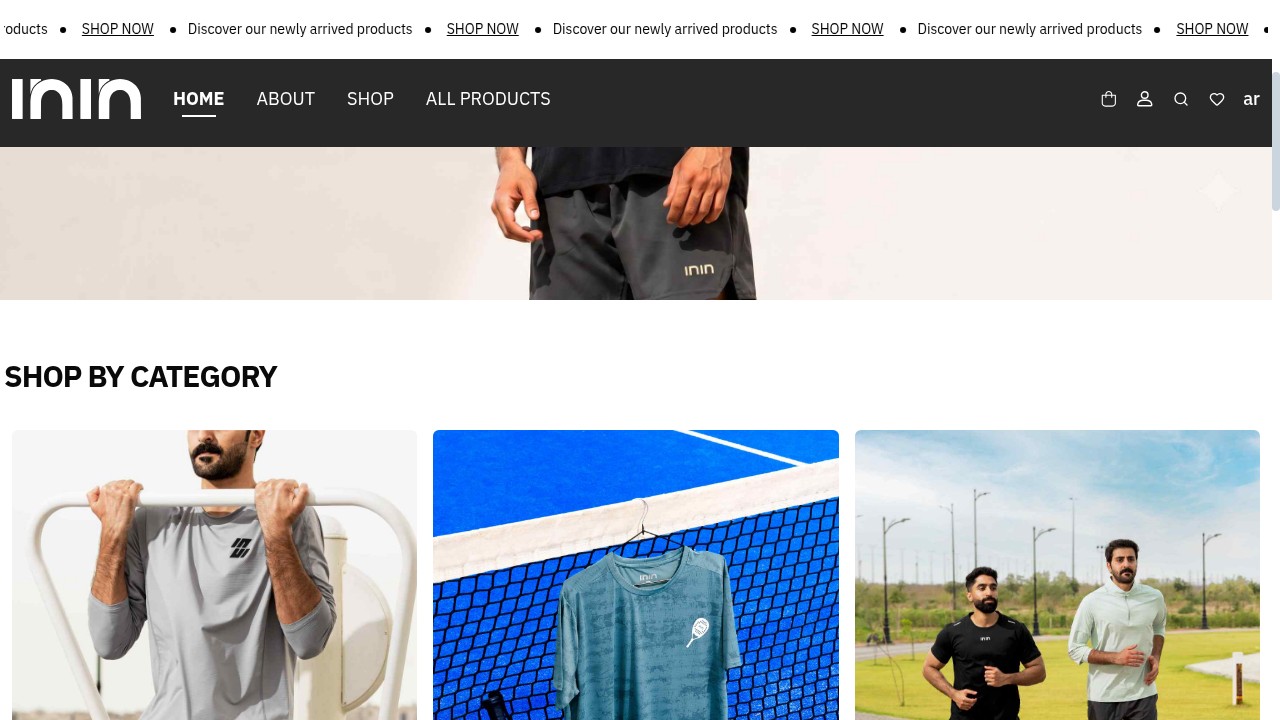 roducts • SHOP NOW • Discover our newly arrived products • SHOP NOW • Discover our newly arrived products • SHOP NOW • Discover our newly arrived products • SHOP NOW •
ININ HOME ABOUT SHOP ALL PRODUCTS ar
ININ
SHOP BY CATEGORY
ININ
ININ